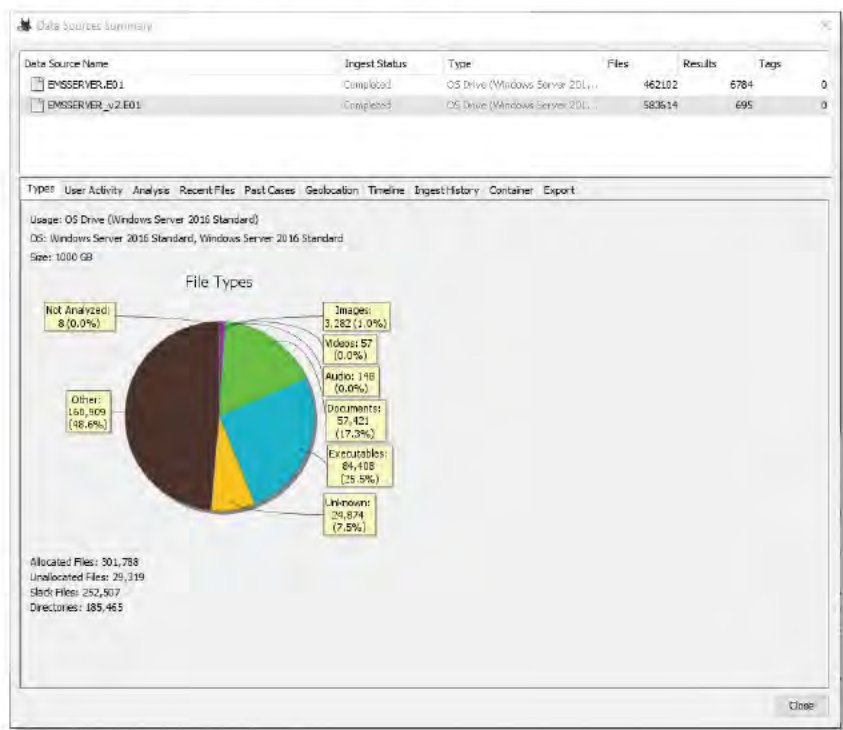 Data Sources Summary
Data Source Name Ingest Status Type Files Results Tags
EMSSERVER.E01 Completed OS Drive (Windows Server 201... 462102 6784 0
EMSSERVER_v2.E01 Completed OS Drive (Windows Server 201... 583614 695 0
Types User Activity Analysis Recent Files Past Cases Geolocation Timeline Ingest History Container Export
Usage: OS Drive (Windows Server 2016 Standard)
OS: Windows Server 2016 Standard, Windows Server 2016 Standard
Size: 1000 GB
File Types
Not Analyzed:
8 (0.0%)
Images:
3,282 (1.0%)
Videos: 57
(0.0%)
Audio: 148
(0.0%)
Other:
160,909
(48.6%)
Documents:
57,421
(17.3%)
Executables:
84,408
(25.5%)
Unknown:
24,874
(7.5%)
Allocated Files: 301,788
Unallocated Files: 29,319
Slack Files: 252,507
Directories: 185,465
Close